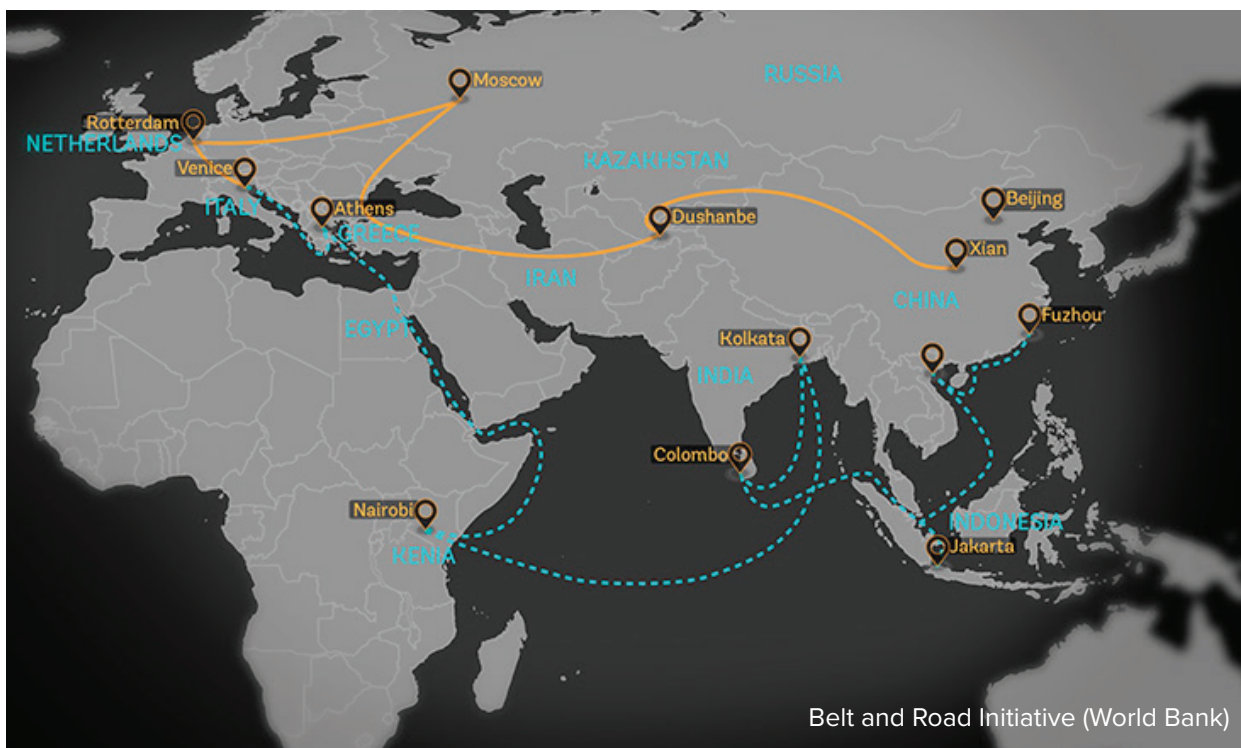 Moscow
RUSSIA
Rotterdam
NETHERLANDS
KAZAKHSTAN
Venice
ITALY
Athens
GREECE
Dushanbe
Beijing
Xian
IRAN
CHINA
EGYPT
Fuzhou
Kolkata
INDIA
Colombo
Nairobi
KENIA
INDONESIA
Jakarta
Belt and Road Initiative (World Bank)